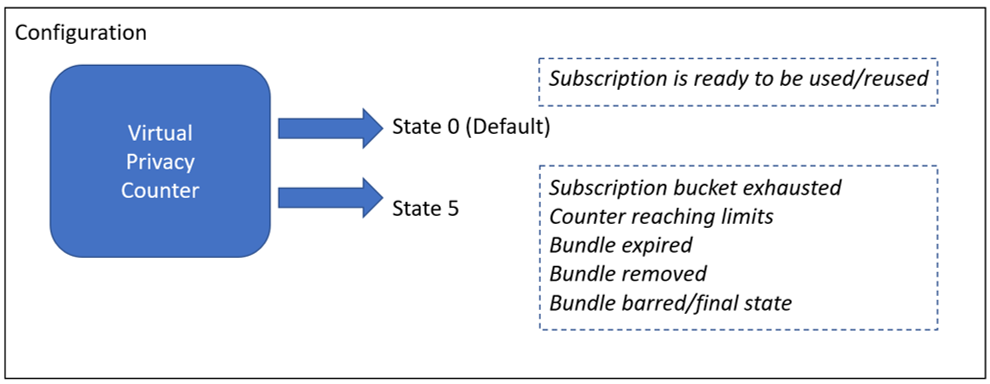 Configuration
Virtual
Privacy
Counter
State 0 (Default)
Subscription is ready to be used/reused
State 5
Subscription bucket exhausted
Counter reaching limits
Bundle expired
Bundle removed
Bundle barred/final state